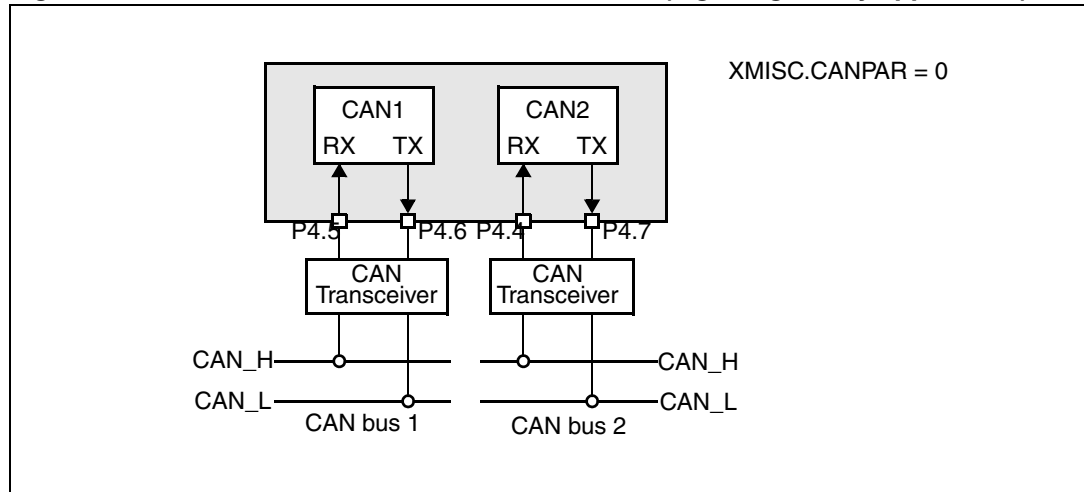 XMISC.CANPAR = 0
CAN1
CAN2
RX TX
RX TX
P4.5
P4.6
P4.4
P4.7
CAN
Transceiver
CAN
Transceiver
CAN_H
CAN_H
CAN_L
CAN_L
CAN bus 1
CAN bus 2